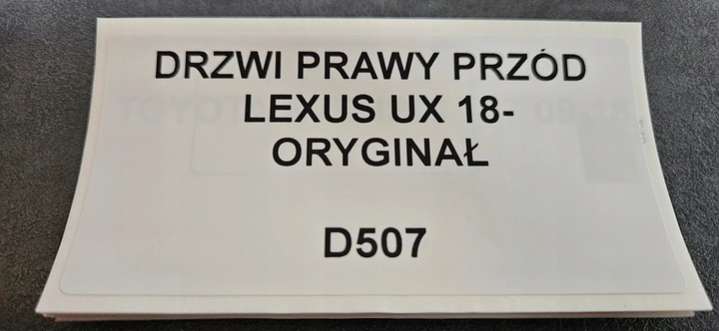 DRZWI PRAWY PRZÓD
LEXUS UX 18-
ORYGINAŁ
D507